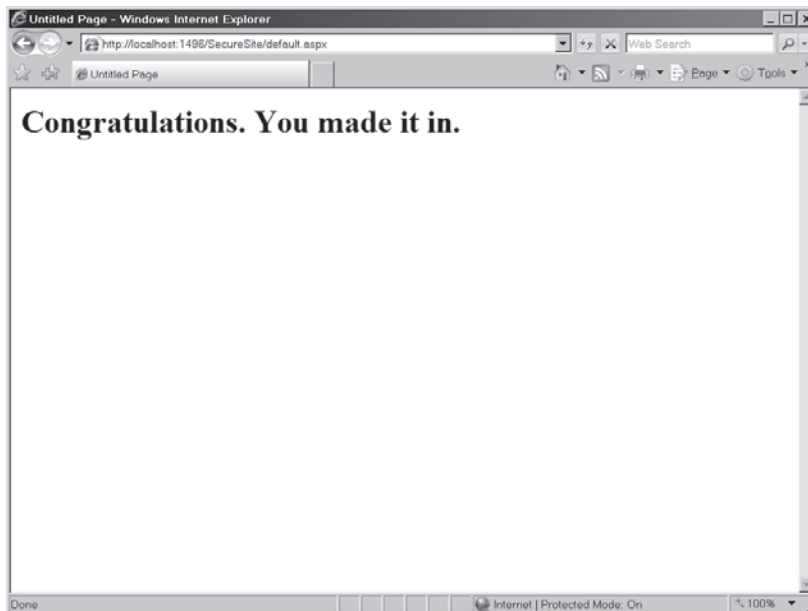 Untitled Page - Windows Internet Explorer
http://localhost:1496/SecureSite/default.aspx
Web Search
Untitled Page
Page
Tools
Congratulations. You made it in.
Done
Internet | Protected Mode: On
100%